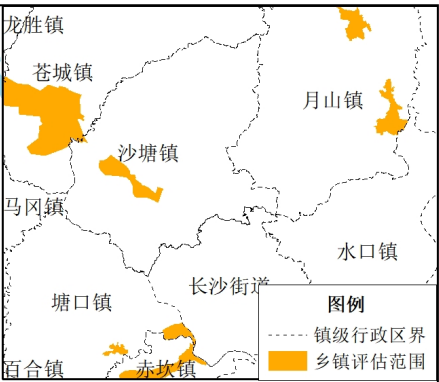 龙胜镇
苍城镇
月山镇
沙塘镇
马冈镇
水口镇
长沙街道
塘口镇
百合镇
赤坎镇
图例
镇级行政区界
乡镇评估范围